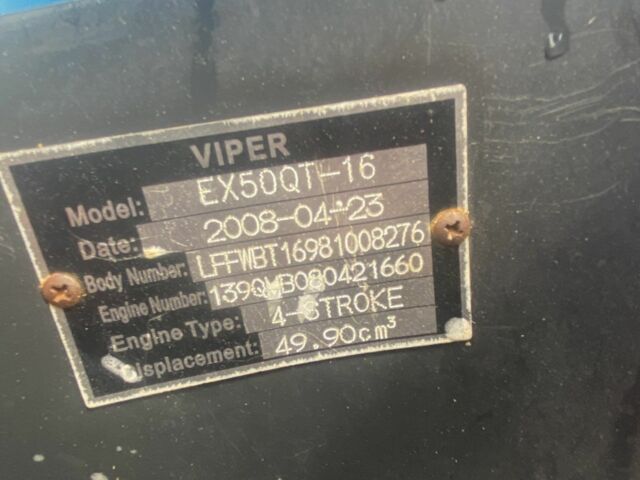 VIPER
Model: EX50QT-16
Date: 2008-04-23
Body Number: LFFWBT16981008276
Engine Number: 139QMB080421660
Engine Type: 4-STROKE
Displacement: 49.90cm³